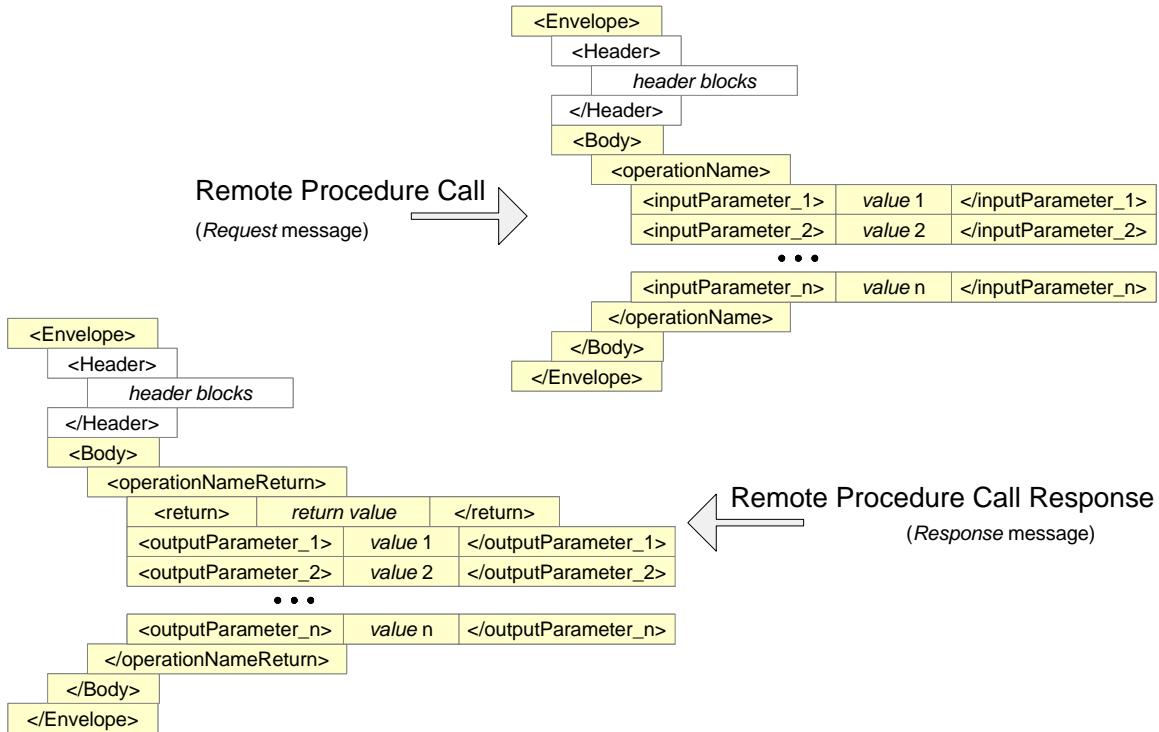 <Envelope>
<Header>
header blocks
</Header>
<Body>
<operationName>
Remote Procedure Call
(Request message)
<inputParameter_1> value 1 </inputParameter_1>
<inputParameter_2> value 2 </inputParameter_2>
• • •
<inputParameter_n> value n </inputParameter_n>
</operationName>
</Body>
</Envelope>
<Envelope>
<Header>
header blocks
</Header>
<Body>
<operationNameReturn>
<return> return value </return>
<outputParameter_1> value 1 </outputParameter_1>
<outputParameter_2> value 2 </outputParameter_2>
• • •
<outputParameter_n> value n </outputParameter_n>
</operationNameReturn>
</Body>
</Envelope>
Remote Procedure Call Response
(Response message)